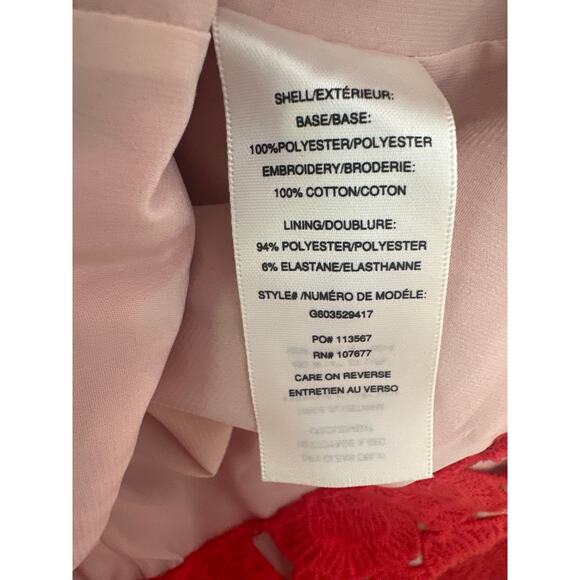 SHELL/EXTÉRIEUR:
BASE/BASE:
100%POLYESTER/POLYESTER
EMBROIDERY/BRODERIE:
100% COTTON/COTON
LINING/DOUBLURE:
94% POLYESTER/POLYESTER
6% ELASTANE/ELASTHANNE
STYLE# /NUMÉRO DE MODÉLE:
G603529417
PO# 113567
RN# 107677
CARE ON REVERSE
ENTRETIEN AU VERSO